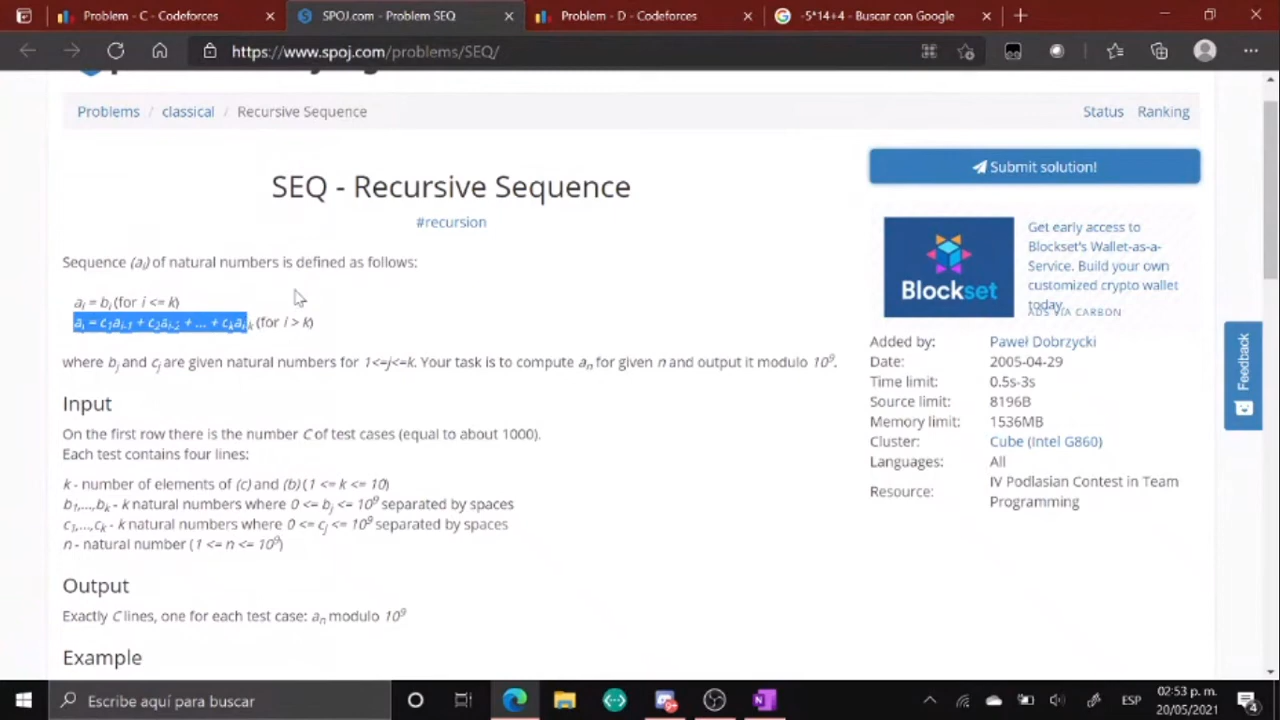 Problem - C - Codeforces
SPOJ.com - Problem SEQ
Problem - D - Codeforces
-5*14+4 - Buscar con Google
https://www.spoj.com/problems/SEQ/
Problems / classical / Recursive Sequence
Status Ranking
SEQ - Recursive Sequence
#recursion
Submit solution!
Sequence (ai) of natural numbers is defined as follows:
ai = bi (for i <= k)
ai = c1ai-1 + c2ai-2 + ... + ckai-k (for i > k)
where bj and cj are given natural numbers for 1<=j<=k. Your task is to compute an for given n and output it modulo 10⁹.
Input
On the first row there is the number C of test cases (equal to about 1000).
Each test contains four lines:
k - number of elements of (c) and (b) (1 <= k <= 10)
b1,...,bk - k natural numbers where 0 <= bj <= 10⁹ separated by spaces
c1,...,ck - k natural numbers where 0 <= cj <= 10⁹ separated by spaces
n - natural number (1 <= n <= 10⁹)
Output
Exactly C lines, one for each test case: an modulo 10⁹
Example
Blockset
Get early access to
Blockset's Wallet-as-a-
Service. Build your own
customized crypto wallet
today.
ADS VIA CARBON
Added by: Paweł Dobrzycki
Date: 2005-04-29
Time limit: 0.5s-3s
Source limit: 8196B
Memory limit: 1536MB
Cluster: Cube (Intel G860)
Languages: All
Resource: IV Podlasian Contest in Team
Programming
Feedback
Escribe aquí para buscar
ESP
02:53 p. m.
20/05/2021
4